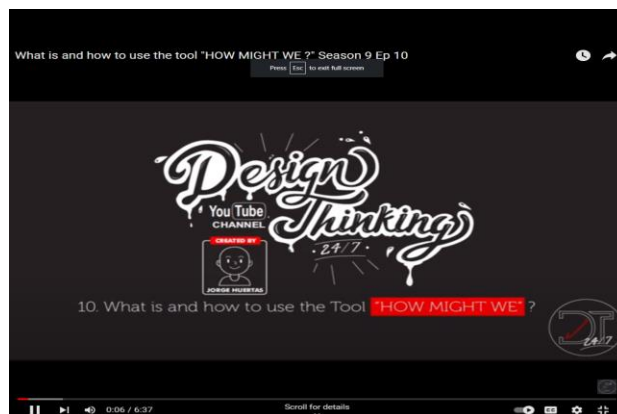 What is and how to use the tool "HOW MIGHT WE ?" Season 9 Ep 10
Press Esc to exit full screen
Design
Thinking
24/7
YouTube
CHANNEL
CREATED BY
JORGE HUERTAS
10. What is and how to use the Tool "HOW MIGHT WE" ?
DT
24/7
0:06 / 6:37
Scroll for details